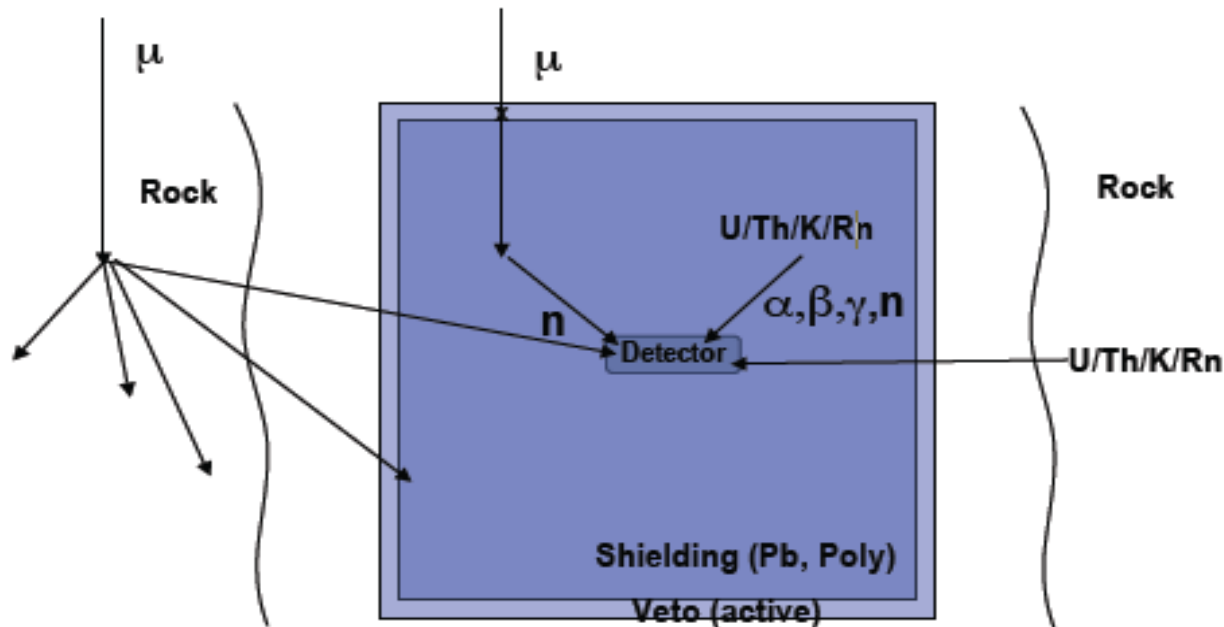 μ
μ
Rock
Rock
U/Th/K/Rn
α,β,γ,n
n
Detector
U/Th/K/Rn
Shielding (Pb, Poly)
Veto (active)